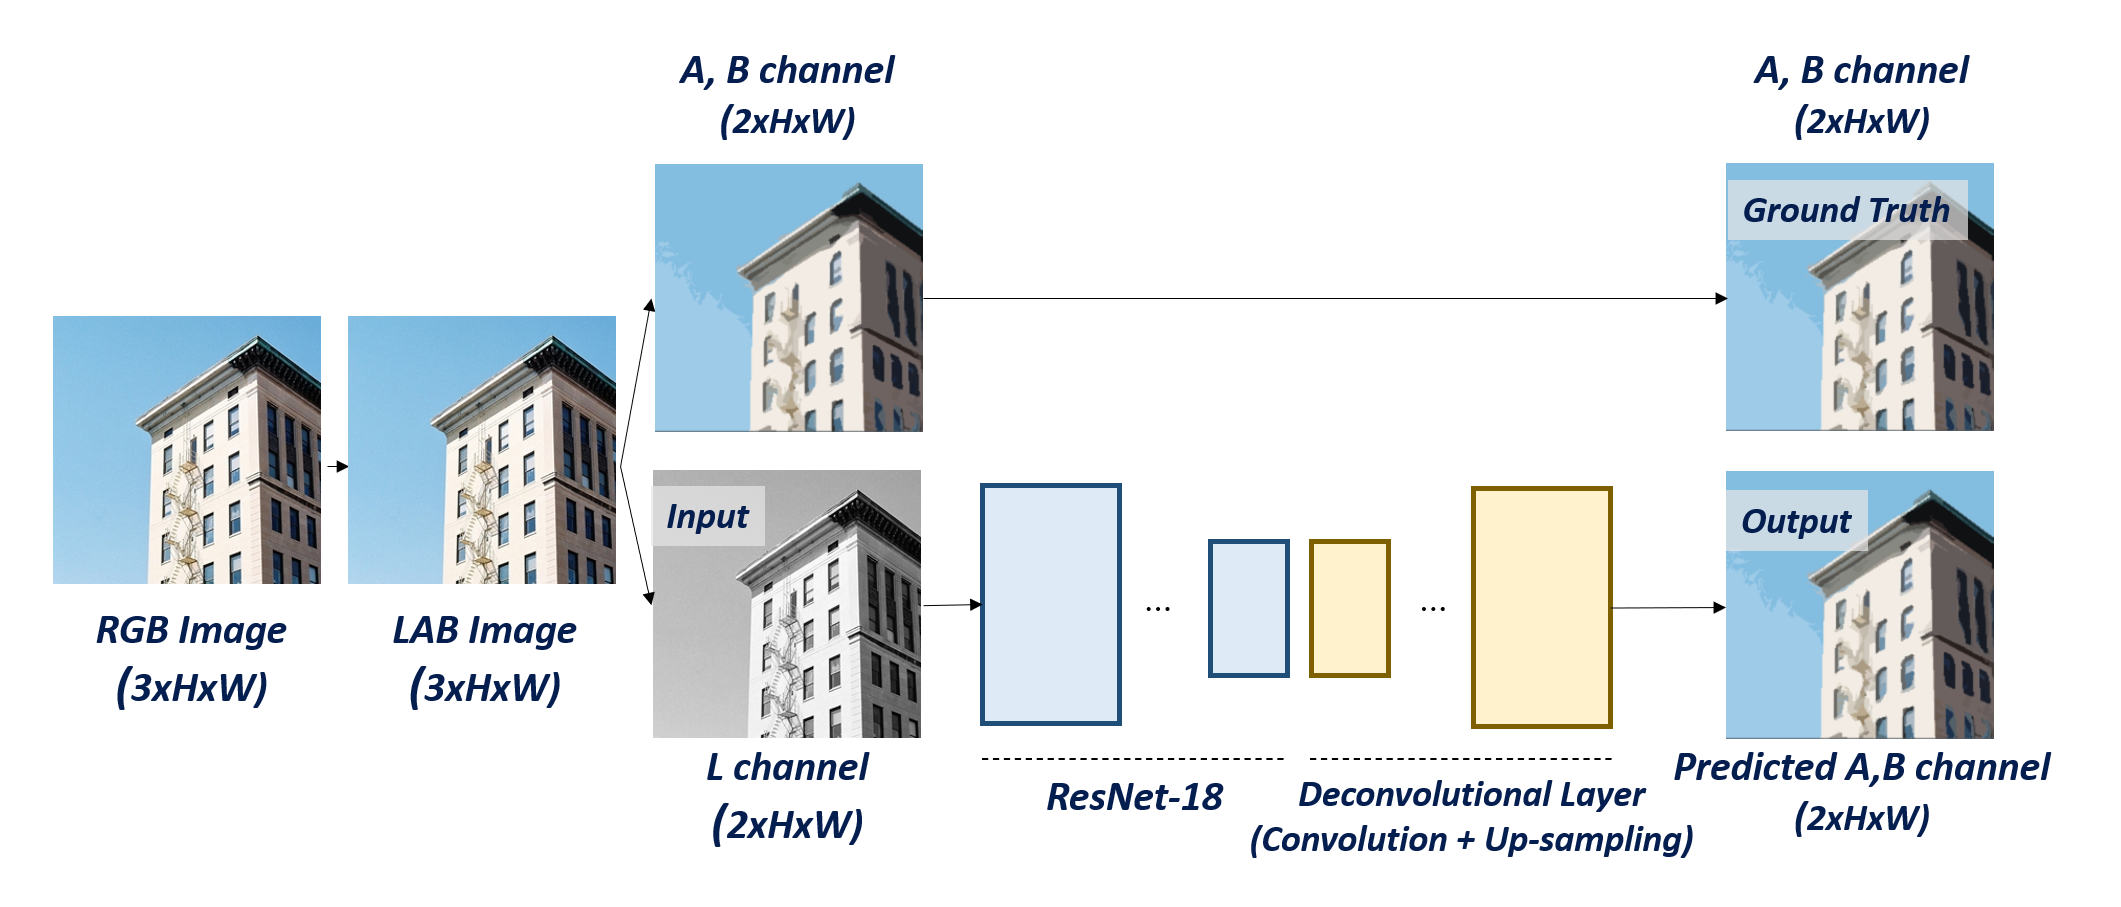 A, B channel
(2xHxW)
A, B channel
(2xHxW)
Ground Truth
Input
Output
...
...
RGB Image
(3xHxW)
LAB Image
(3xHxW)
L channel
(2xHxW)
ResNet-18
Deconvolutional Layer
(Convolution + Up-sampling)
Predicted A,B channel
(2xHxW)